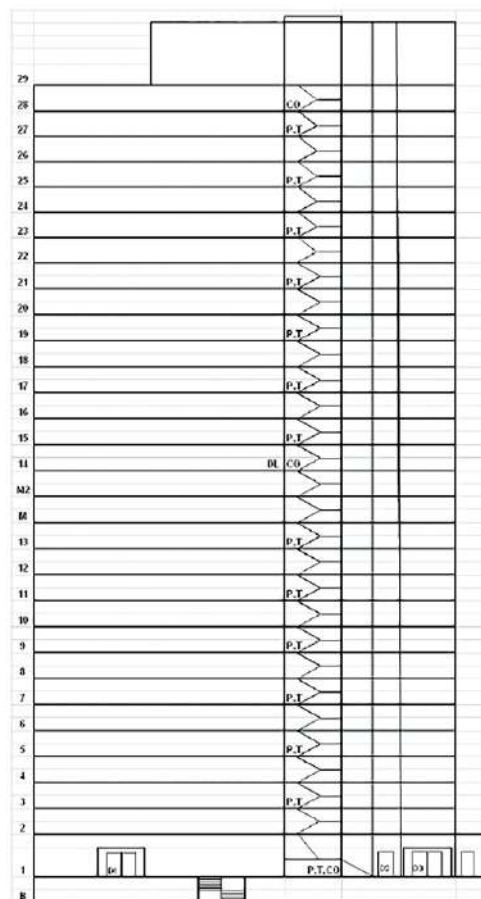 29
28 CO
27 P.T
26
25 P.T
24
23 P.T
22
21 P.T
20
19 P.T
18
17 P.T
16
15 P.T
14 DL CO
M2
M
13 P.T
12
11 P.T
10
9 P.T
8
7 P.T
6
5 P.T
4
3 P.T
2
1 P.T,CO
B